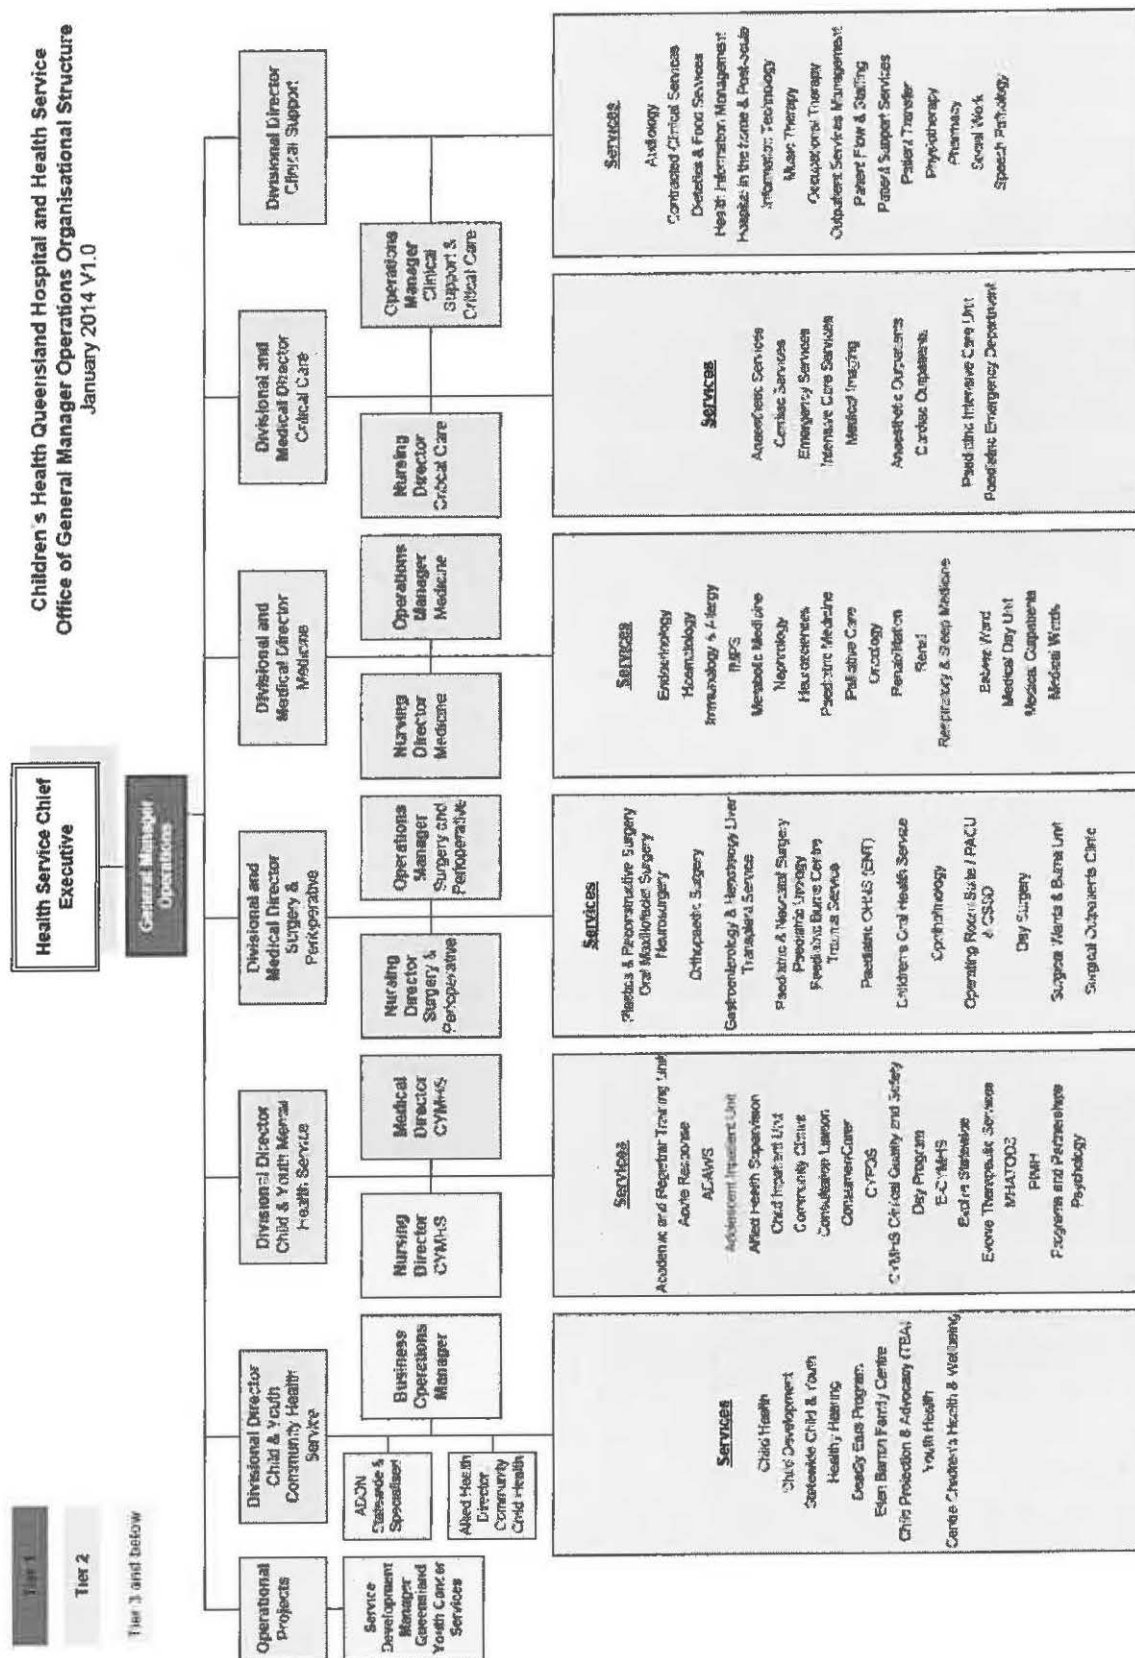 Children's Health Queensland Hospital and Health Service
Office of General Manager Operations Organisational Structure
January 2014 V1.0
Tier 1
Tier 2
Tier 3 and below
Health Service Chief
Executive
General Manager
Operations
Operational
Projects
Service
Development
Manager
Queensland
Youth Cancer
Services
Divisional Director
Child & Youth
Community Health
Service
ADON
Statewide &
Specialised
Allied Health
Director
Community
Child Health
Business
Operations
Manager
Services
Child Health
Child Development
Statewide Child & Youth
Healthy Hearing
Deadly Ears Program
Ellen Barron Family Centre
Child Protection & Advocacy (TBA)
Youth Health
Centre Children's Health & Wellbeing
Divisional Director
Child & Youth Mental
Health Service
Nursing
Director
CYMHS
Medical
Director
CYMHS
Services
Academic and Registrar Training Unit
Acute Response
ADAWS
Adolescent Inpatient Unit
Allied Health Supervision
Child Inpatient Unit
Community Clinics
Consultation Liaison
Consumer/Carer
CYFOS
CYMHS Clinical Quality and Safety
Day Program
E-CYMHS
Evolve Statewide
Evolve Therapeutic Services
MHATODS
PIMH
Programs and Partnerships
Psychology
Divisional and
Medical Director
Surgery &
Perioperative
Nursing
Director
Surgery &
Perioperative
Operations
Manager
Surgery and
Perioperative
Services
Plastics & Reconstructive Surgery
Oral Maxillofacial Surgery
Neurosurgery
Orthopaedic Surgery
Gastroenterology & Hepatology Liver
Transplant Service
Paediatric & Neonatal Surgery
Paediatric Urology
Paediatric Burns Centre
Trauma Service
Paediatric OHNS (ENT)
Children's Oral Health Service
Ophthalmology
Operating Room Suite / PACU
& CSSD
Day Surgery
Surgical Wards & Burns Unit
Surgical Outpatients Clinic
Divisional and
Medical Director
Medicine
Nursing
Director
Medicine
Operations
Manager
Medicine
Services
Endocrinology
Haematology
Immunology & Allergy
IMPS
Metabolic Medicine
Nephrology
Neurosciences
Paediatric Medicine
Palliative Care
Oncology
Rehabilitation
Renal
Respiratory & Sleep Medicine
Ward
Medical Day Unit
Medical Outpatients
Medical Wards
Divisional and
Medical Director
Critical Care
Nursing
Director
Critical Care
Operations
Manager
Clinical
Support &
Critical Care
Services
Anaesthetic Services
Cardiac Services
Emergency Services
Intensive Care Services
Medical Imaging
Anaesthetic Outpatients
Cardiac Outpatients
Paediatric Intensive Care Unit
Paediatric Emergency Department
Divisional Director
Clinical Support
Services
Audiology
Contracted Clinical Services
Dietetics & Food Services
Health Information Management
Hospital in the home & Post-acute
Information Technology
Music Therapy
Occupational Therapy
Outpatient Services Management
Patient Flow & Staffing
Patient Support Services
Patient Transfer
Physiotherapy
Pharmacy
Social Work
Speech Pathology